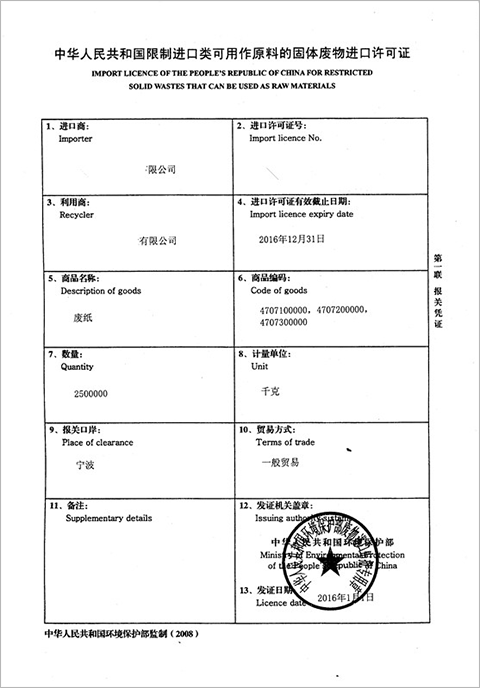 中华人民共和国限制进口类可用作原料的固体废物进口许可证
IMPORT LICENCE OF THE PEOPLE'S REPUBLIC OF CHINA FOR RESTRICTED
SOLID WASTES THAT CAN BE USED AS RAW MATERIALS
1、进口商:
Importer
限公司
2、进口许可证号:
Import licence No.
3、利用商:
Recycler
有限公司
4、进口许可证有效截止日期:
Import licence expiry date
2016年12月31日
5、商品名称:
Description of goods
废纸
6、商品编码:
Code of goods
4707100000, 4707200000,
4707300000
7、数量:
Quantity
2500000
8、计量单位:
Unit
千克
9、报关口岸:
Place of clearance
宁波
10、贸易方式:
Terms of trade
一般贸易
11、备注:
Supplementary details
12、发证机关盖章:
Issuing authority's
中华人民共和国环境保护部
Ministry of Environmental Protection
of the People's Republic of China
13、发证日期
Licence date
2016年1月
中华人民共和国环境保护部监制(2008)
第一联 报关凭证